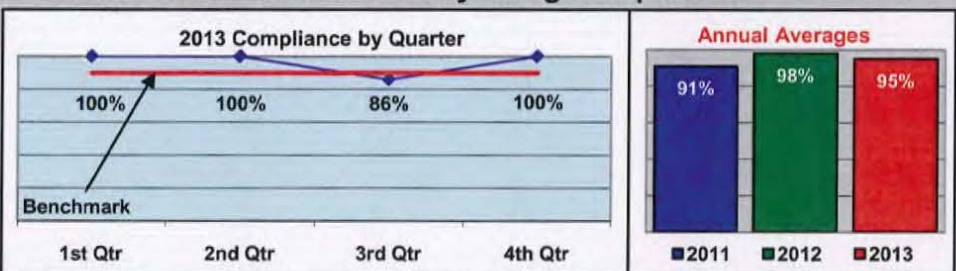 2013 Compliance by Quarter
100% 100% 86% 100%
Benchmark
1st Qtr 2nd Qtr 3rd Qtr 4th Qtr
Annual Averages
91% 98% 95%
2011 2012 2013